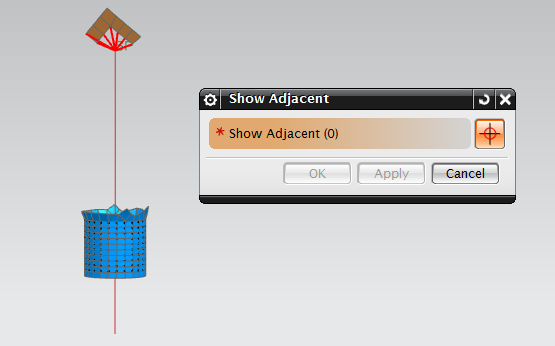 Show Adjacent
* Show Adjacent (0)
OK
Apply
Cancel